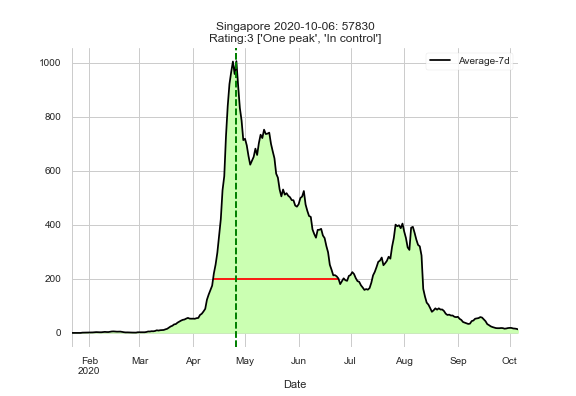 Singapore 2020-10-06: 57830
Rating:3 ['One peak', 'In control']
Average-7d
1000
800
600
400
200
0
Feb Mar Apr May Jun Jul Aug Sep Oct
2020
Date